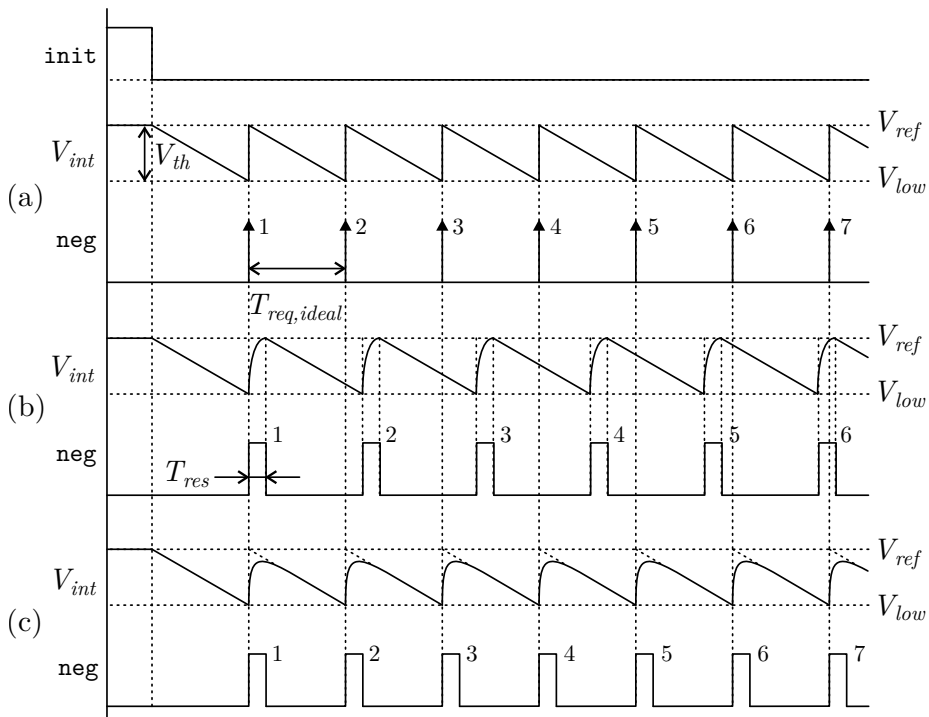 init
V_ref
V_int
V_th
V_low
(a)
1 2 3 4 5 6 7
neg
T_req,ideal
V_ref
V_int
V_low
(b)
1 2 3 4 5 6
neg
T_res
V_ref
V_int
V_low
(c)
1 2 3 4 5 6 7
neg